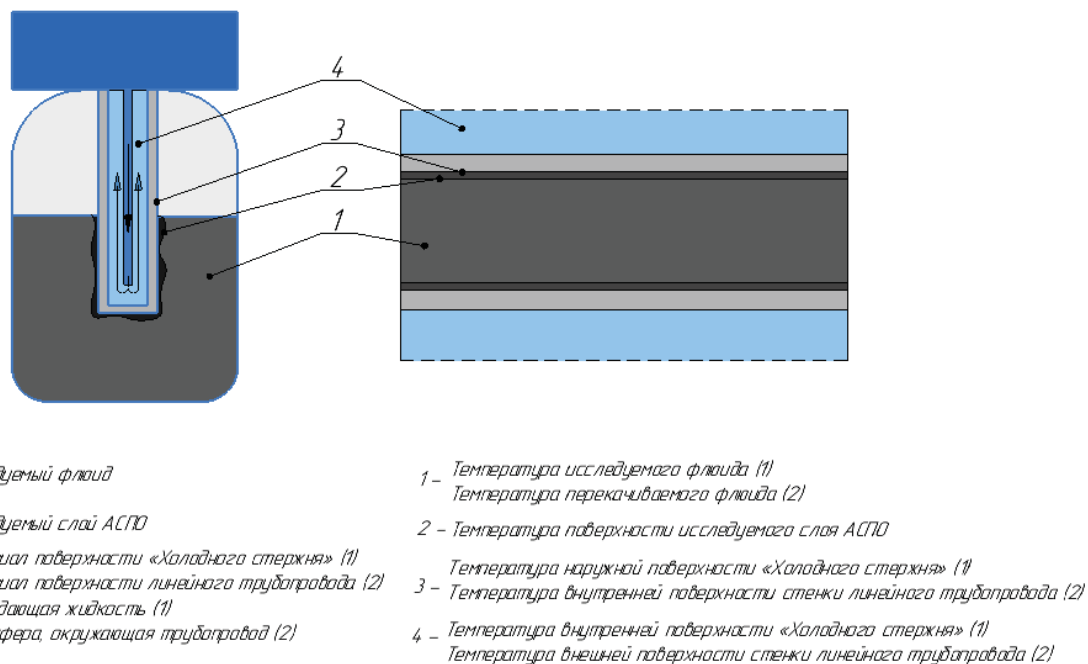 4
3
2
1
дуемый флюид
дуемый слой АСПО
иал поверхности «Холодного стержня» (1)
иал поверхности линейного трубопровода (2)
дающая жидкость (1)
сфера, окружающая трубопровод (2)
1 – Температура исследуемого флюида (1)
Температура перекачиваемого флюида (2)
2 – Температура поверхности исследуемого слоя АСПО
Температура наружной поверхности «Холодного стержня» (1)
3 – Температура внутренней поверхности стенки линейного трубопровода (2)
4 – Температура внутренней поверхности «Холодного стержня» (1)
Температура внешней поверхности стенки линейного трубопровода (2)